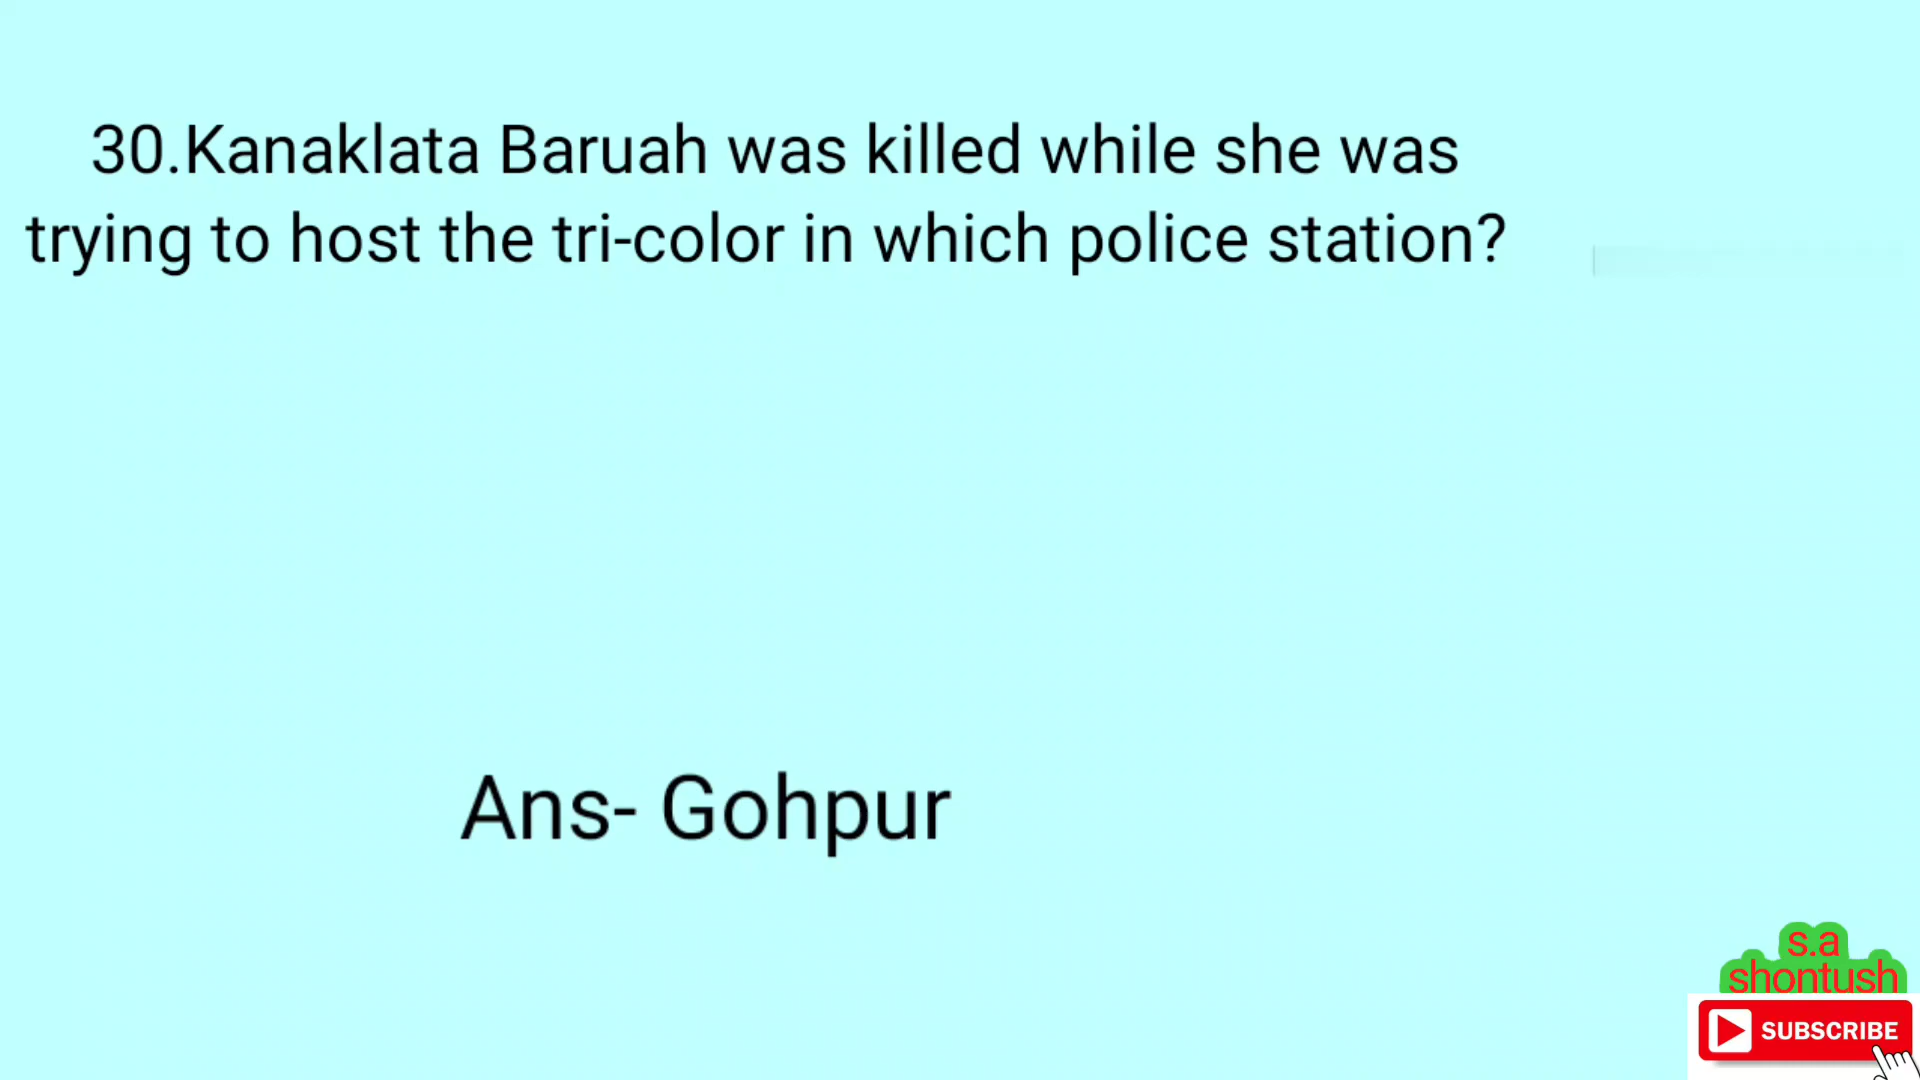 30.Kanaklata Baruah was killed while she was
trying to host the tri-color in which police station?
Ans- Gohpur
s.a
shontush
SUBSCRIBE